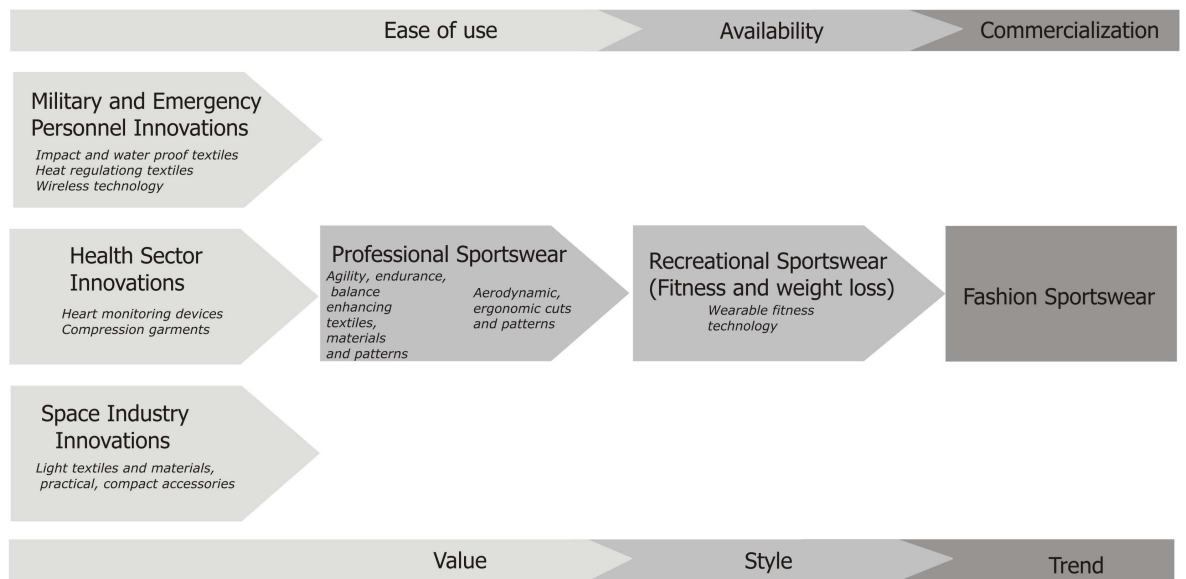 Ease of use
Availability
Commercialization
Military and Emergency
Personnel Innovations
Impact and water proof textiles
Heat regulationg textiles
Wireless technology
Health Sector
Innovations
Heart monitoring devices
Compression garments
Professional Sportswear
Agility, endurance,
balance
enhancing
textiles,
materials
and patterns
Aerodynamic,
ergonomic cuts
and patterns
Recreational Sportswear
(Fitness and weight loss)
Wearable fitness
technology
Fashion Sportswear
Space Industry
Innovations
Light textiles and materials,
practical, compact accessories
Value
Style
Trend